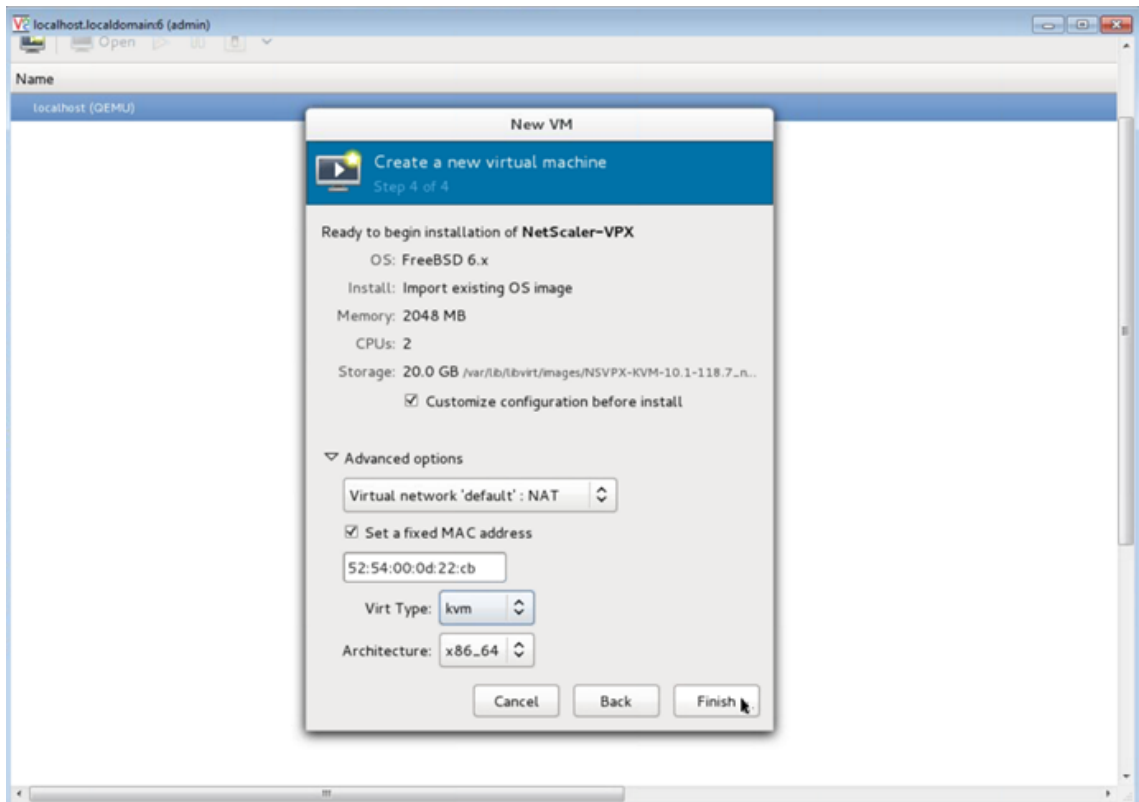 localhost.localdomain:6 (admin)
Open
Name
localhost (QEMU)
New VM
Create a new virtual machine
Step 4 of 4
Ready to begin installation of NetScaler-VPX
OS: FreeBSD 6.x
Install: Import existing OS image
Memory: 2048 MB
CPUs: 2
Storage: 20.0 GB /var/lib/libvirt/images/NSVPX-KVM-10.1-118.7_n...
Customize configuration before install
Advanced options
Virtual network 'default' : NAT
Set a fixed MAC address
52:54:00:0d:22:cb
Virt Type: kvm
Architecture: x86_64
Cancel Back Finish